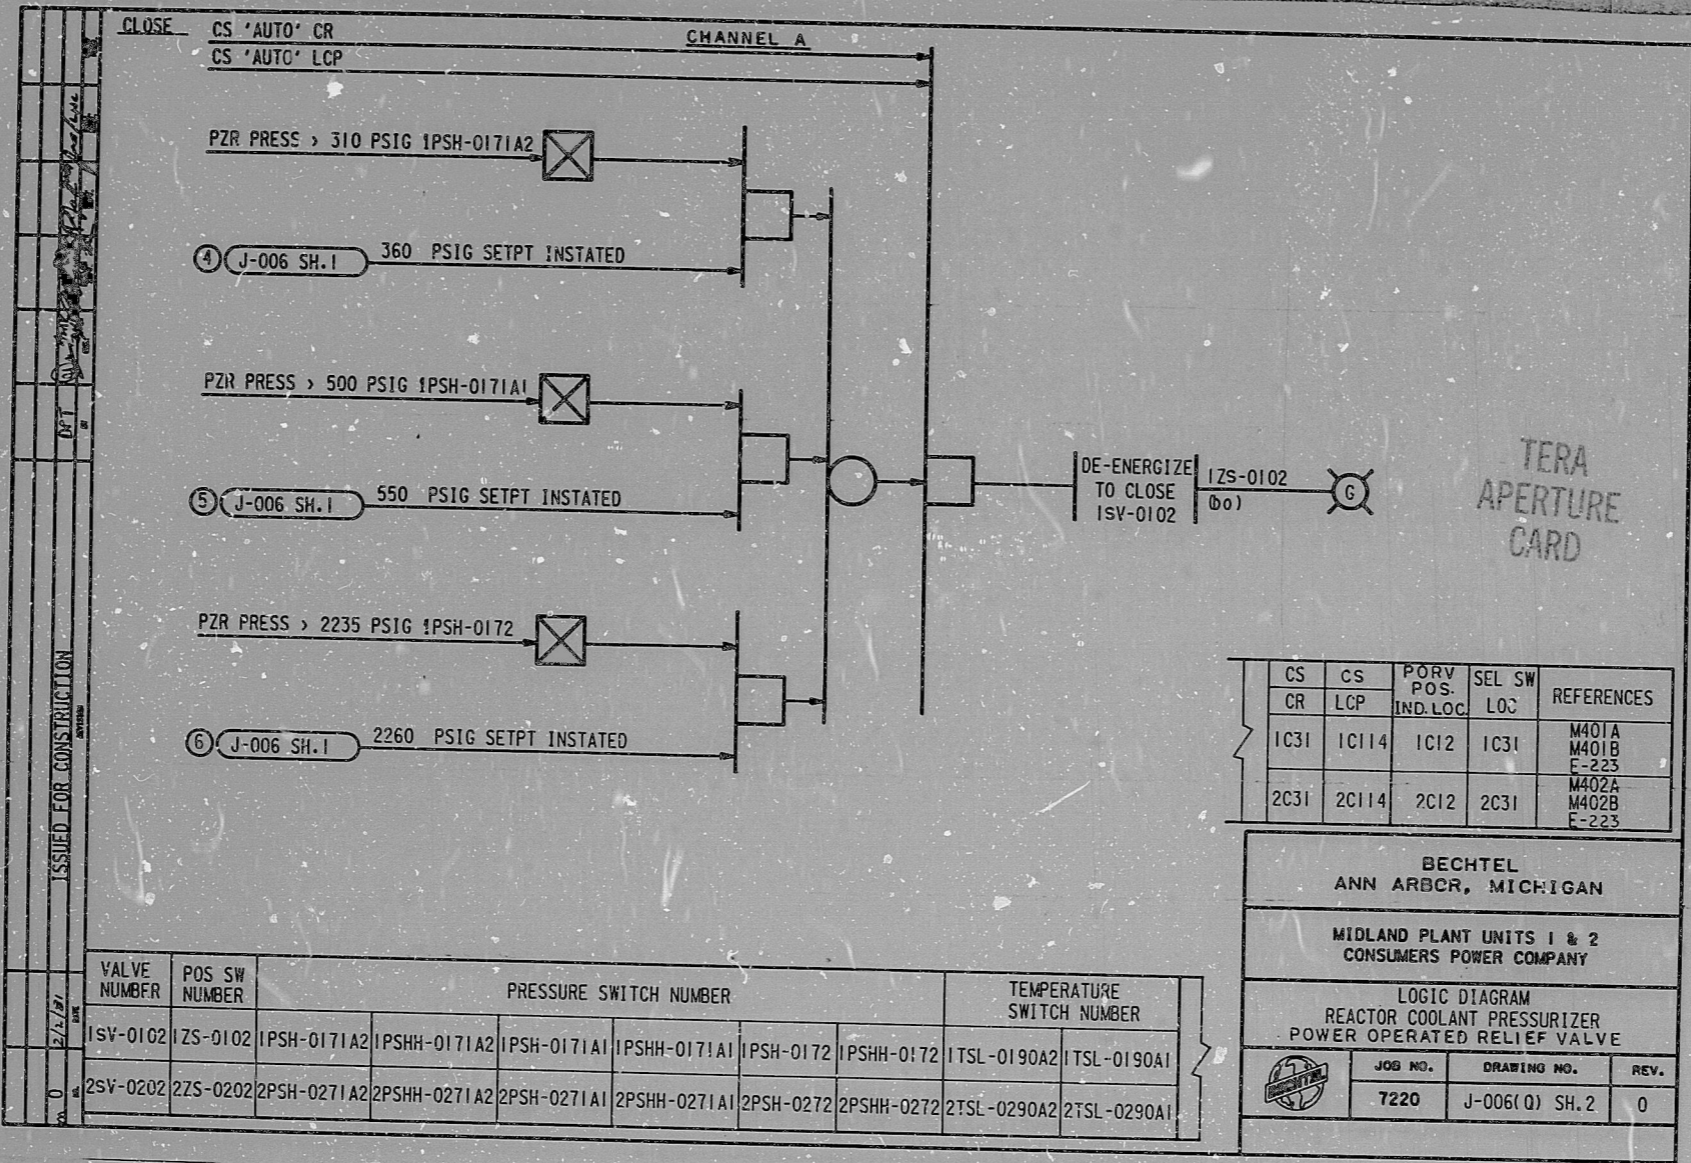 CLOSE
CS 'AUTO' CR
CHANNEL A
CS 'AUTO' LCP
PZR PRESS > 310 PSIG 1PSH-0171A2
4 J-006 SH.1 360 PSIG SETPT INSTATED
PZR PRESS > 500 PSIG 1PSH-0171A1
5 J-006 SH.1 550 PSIG SETPT INSTATED
DE-ENERGIZE
TO CLOSE
1SV-0102
1ZS-0102
(bo)
G
TERA
APERTURE
CARD
PZR PRESS > 2235 PSIG 1PSH-0172
6 J-006 SH.1 2260 PSIG SETPT INSTATED
CS CR
CS LCP
PORV POS. IND. LOC
SEL SW LOC
REFERENCES
1C31 1C114 1C12 1C31 M401A
M401B
E-223
2C31 2C114 2C12 2C31 M402A
M402B
E-223
BECHTEL
ANN ARBOR, MICHIGAN
MIDLAND PLANT UNITS 1 & 2
CONSUMERS POWER COMPANY
LOGIC DIAGRAM
REACTOR COOLANT PRESSURIZER
POWER OPERATED RELIEF VALVE
BECHTEL
JOB NO. DRAWING NO. REV.
7220 J-006(Q) SH.2 0
VALVE NUMBER
POS SW NUMBER
PRESSURE SWITCH NUMBER
TEMPERATURE SWITCH NUMBER
1SV-0102 1ZS-0102 1PSH-0171A2 1PSHH-0171A2 1PSH-0171A1 1PSHH-0171A1 1PSH-0172 1PSHH-0172 1TSL-0190A2 1TSL-0190A1
2SV-0202 2ZS-0202 2PSH-0271A2 2PSHH-0271A2 2PSH-0271A1 2PSHH-0271A1 2PSH-0272 2PSHH-0272 2TSL-0290A2 2TSL-0290A1
DPT
ISSUED FOR CONSTRUCTION
REVISIONS
2/2/81
DATE
0
NO.